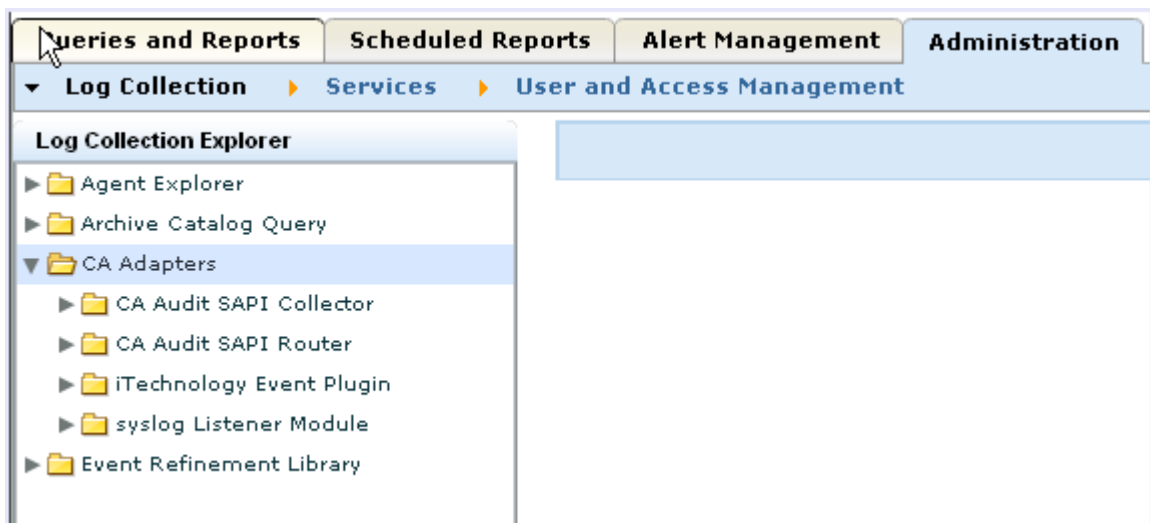 Queries and Reports Scheduled Reports Alert Management Administration
Log Collection Services User and Access Management
Log Collection Explorer
Agent Explorer
Archive Catalog Query
CA Adapters
CA Audit SAPI Collector
CA Audit SAPI Router
iTechnology Event Plugin
syslog Listener Module
Event Refinement Library